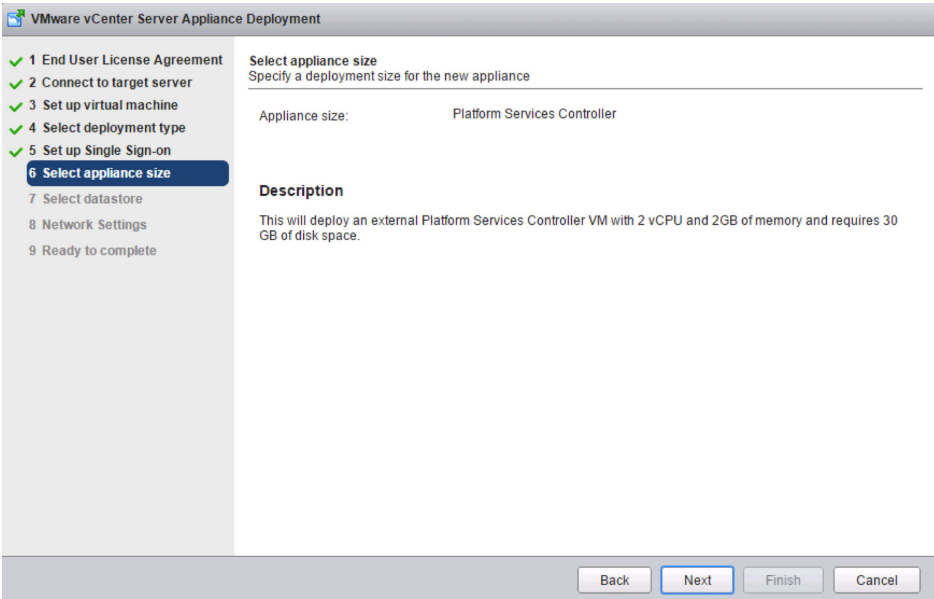 VMware vCenter Server Appliance Deployment
1 End User License Agreement
2 Connect to target server
3 Set up virtual machine
4 Select deployment type
5 Set up Single Sign-on
6 Select appliance size
7 Select datastore
8 Network Settings
9 Ready to complete
Select appliance size
Specify a deployment size for the new appliance
Appliance size: Platform Services Controller
Description
This will deploy an external Platform Services Controller VM with 2 vCPU and 2GB of memory and requires 30
GB of disk space.
Back Next Finish Cancel